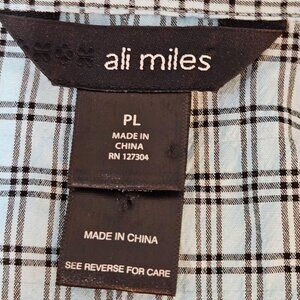 ali miles
PL
MADE IN
CHINA
RN 127304
MADE IN CHINA
SEE REVERSE FOR CARE